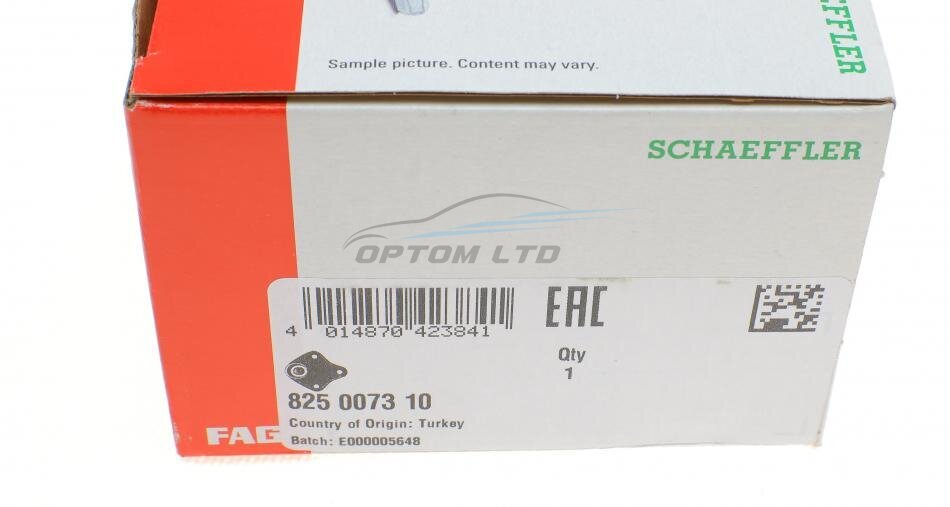 Sample picture. Content may vary.
EFFLER
SCHAEFFLER
OPTOM LTD
4 014870 423841
EAC
Qty
1
825 0073 10
Country of Origin: Turkey
Batch: E000005648
FAG